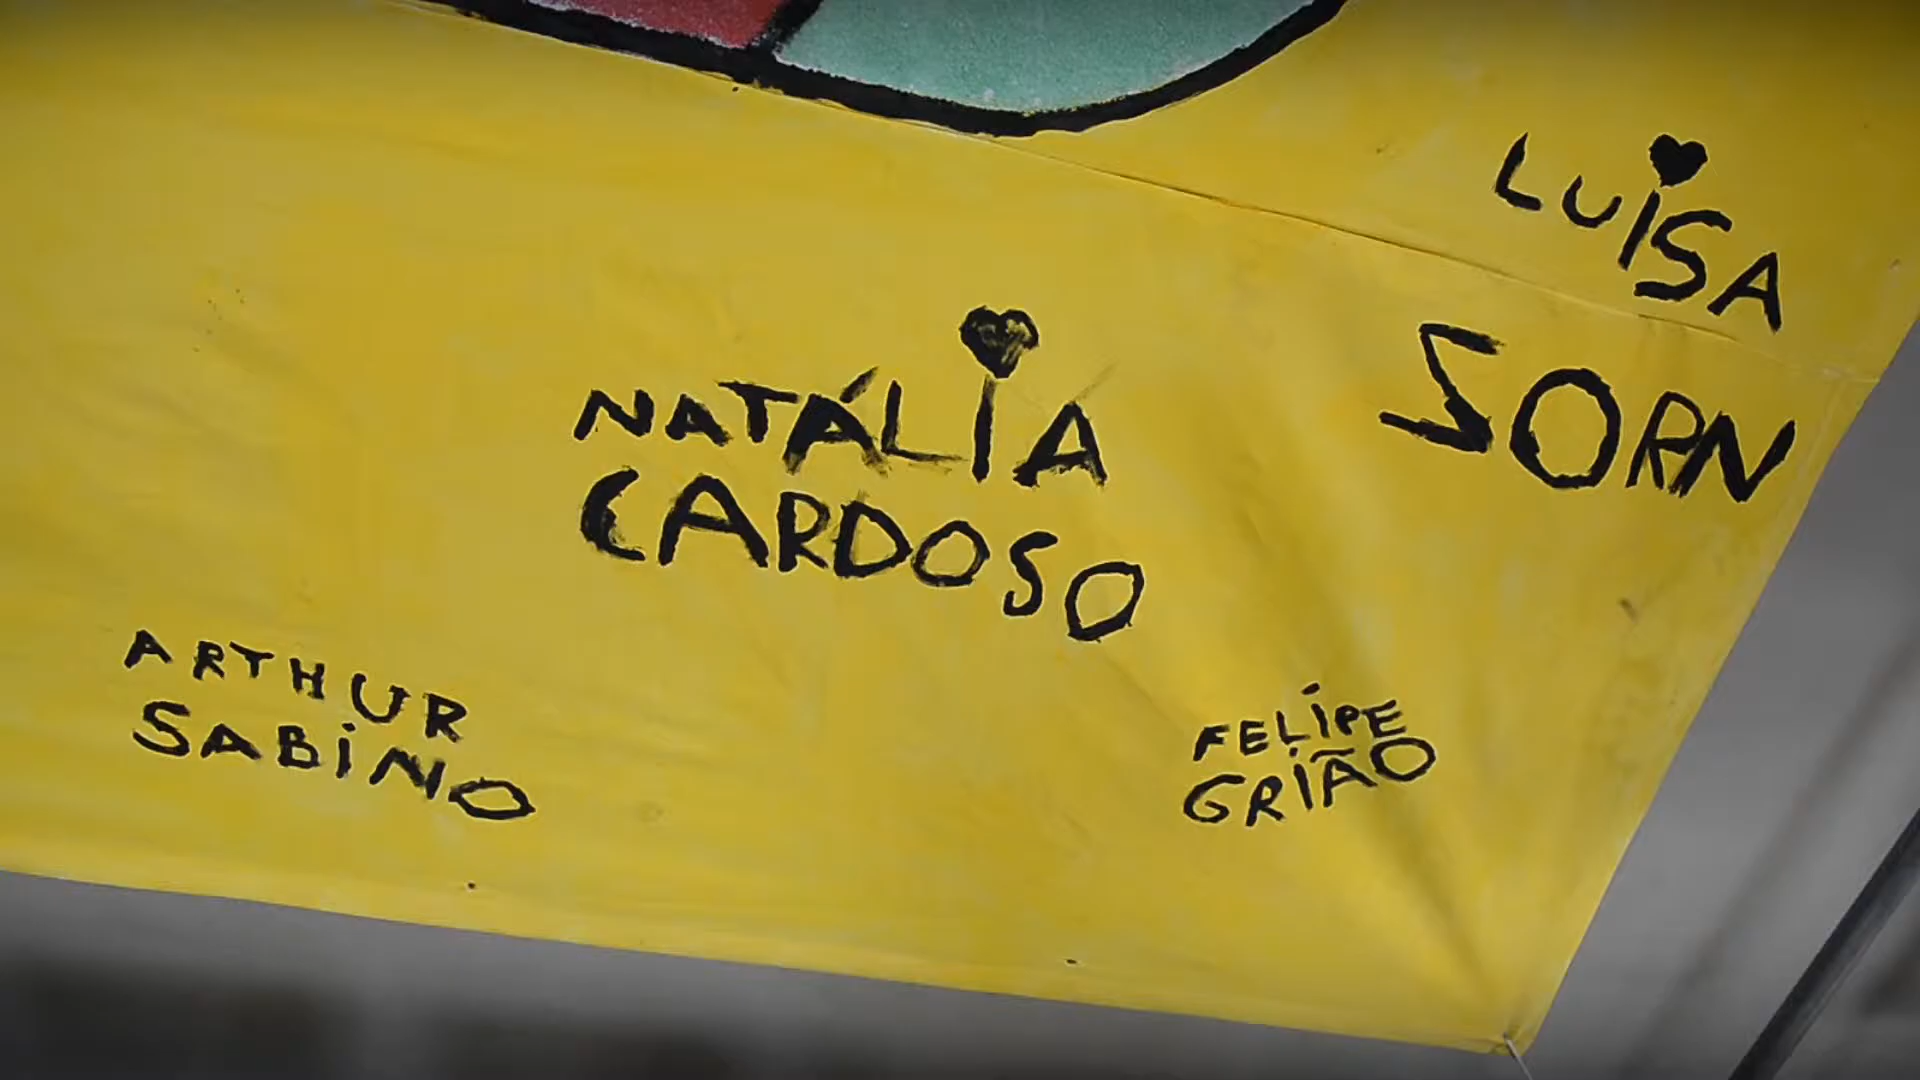 LUiSA
SORN
NATÁLiA
CARDOSO
ARTHUR
SABiNO
FELiPE
GRiÃO